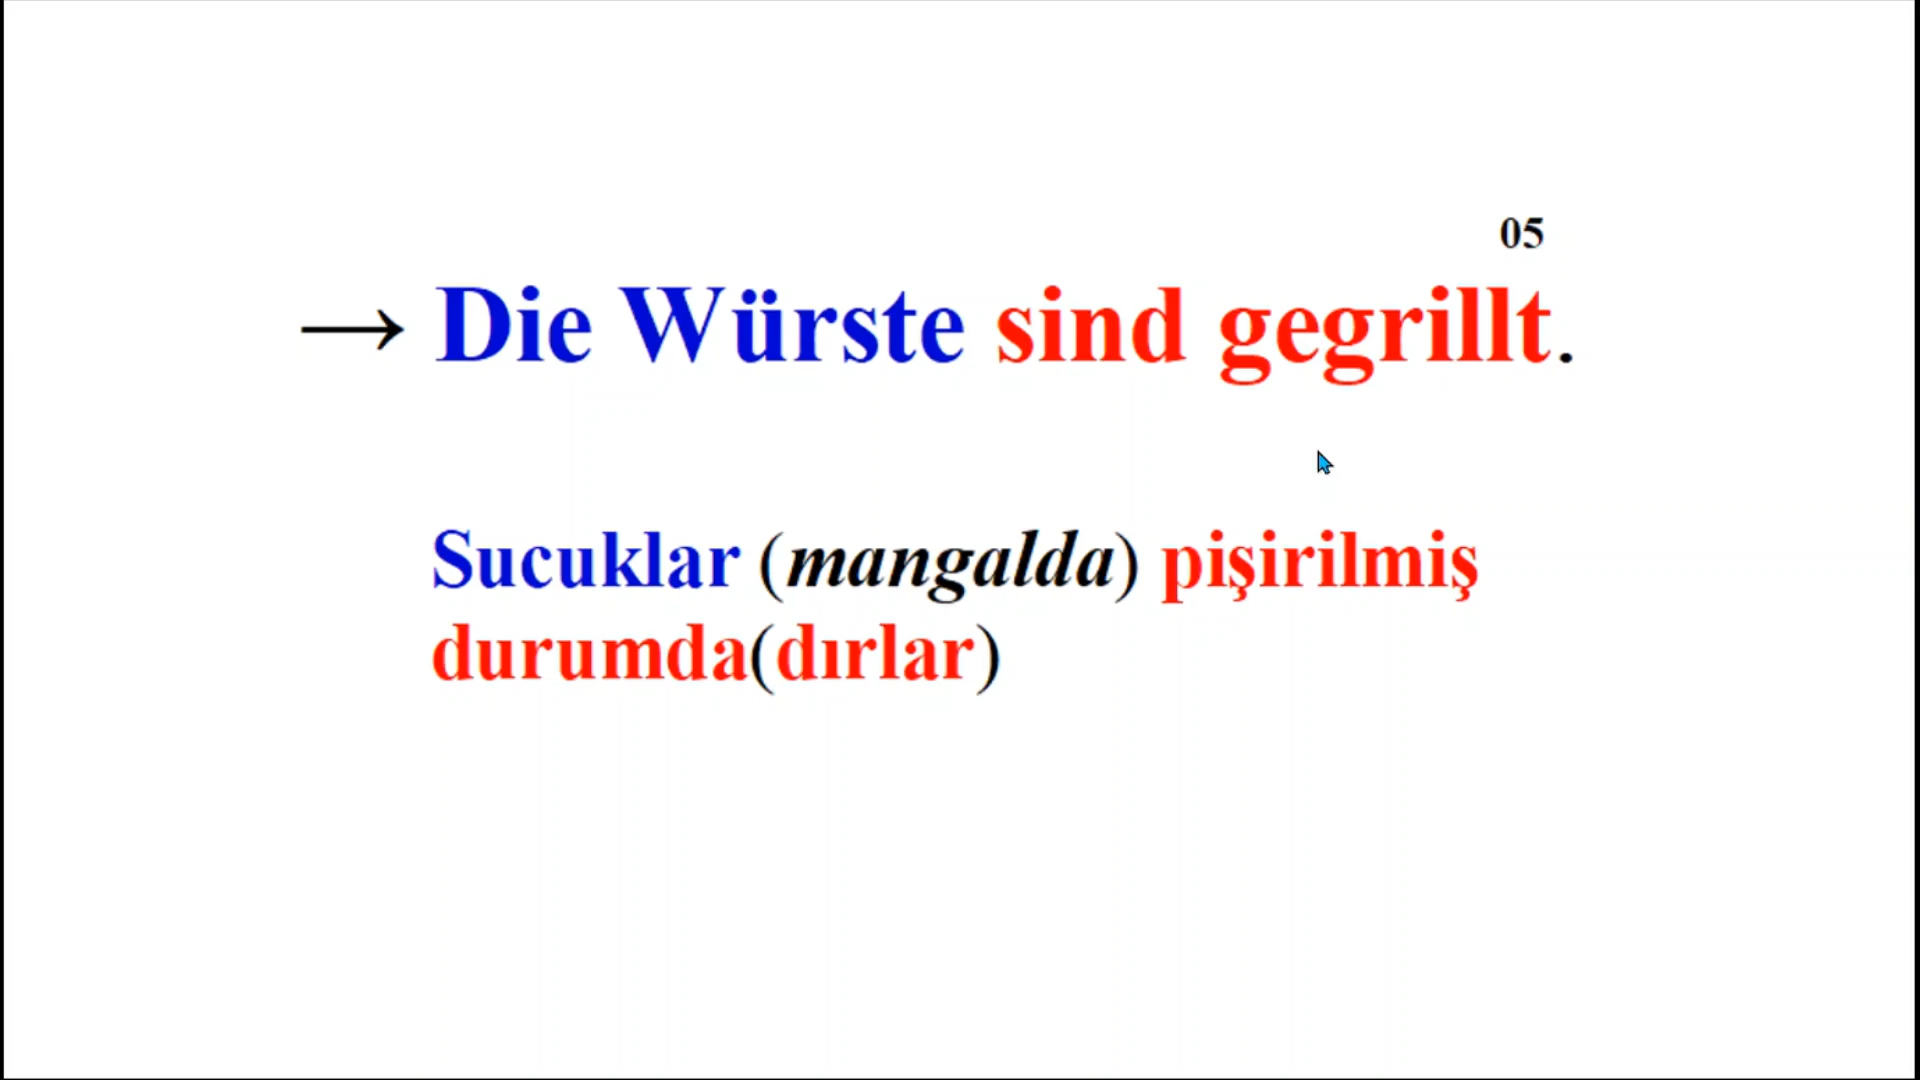 05
→ Die Würste sind gegrillt.
Sucuklar (mangalda) pişirilmiş
durumda(dırlar)